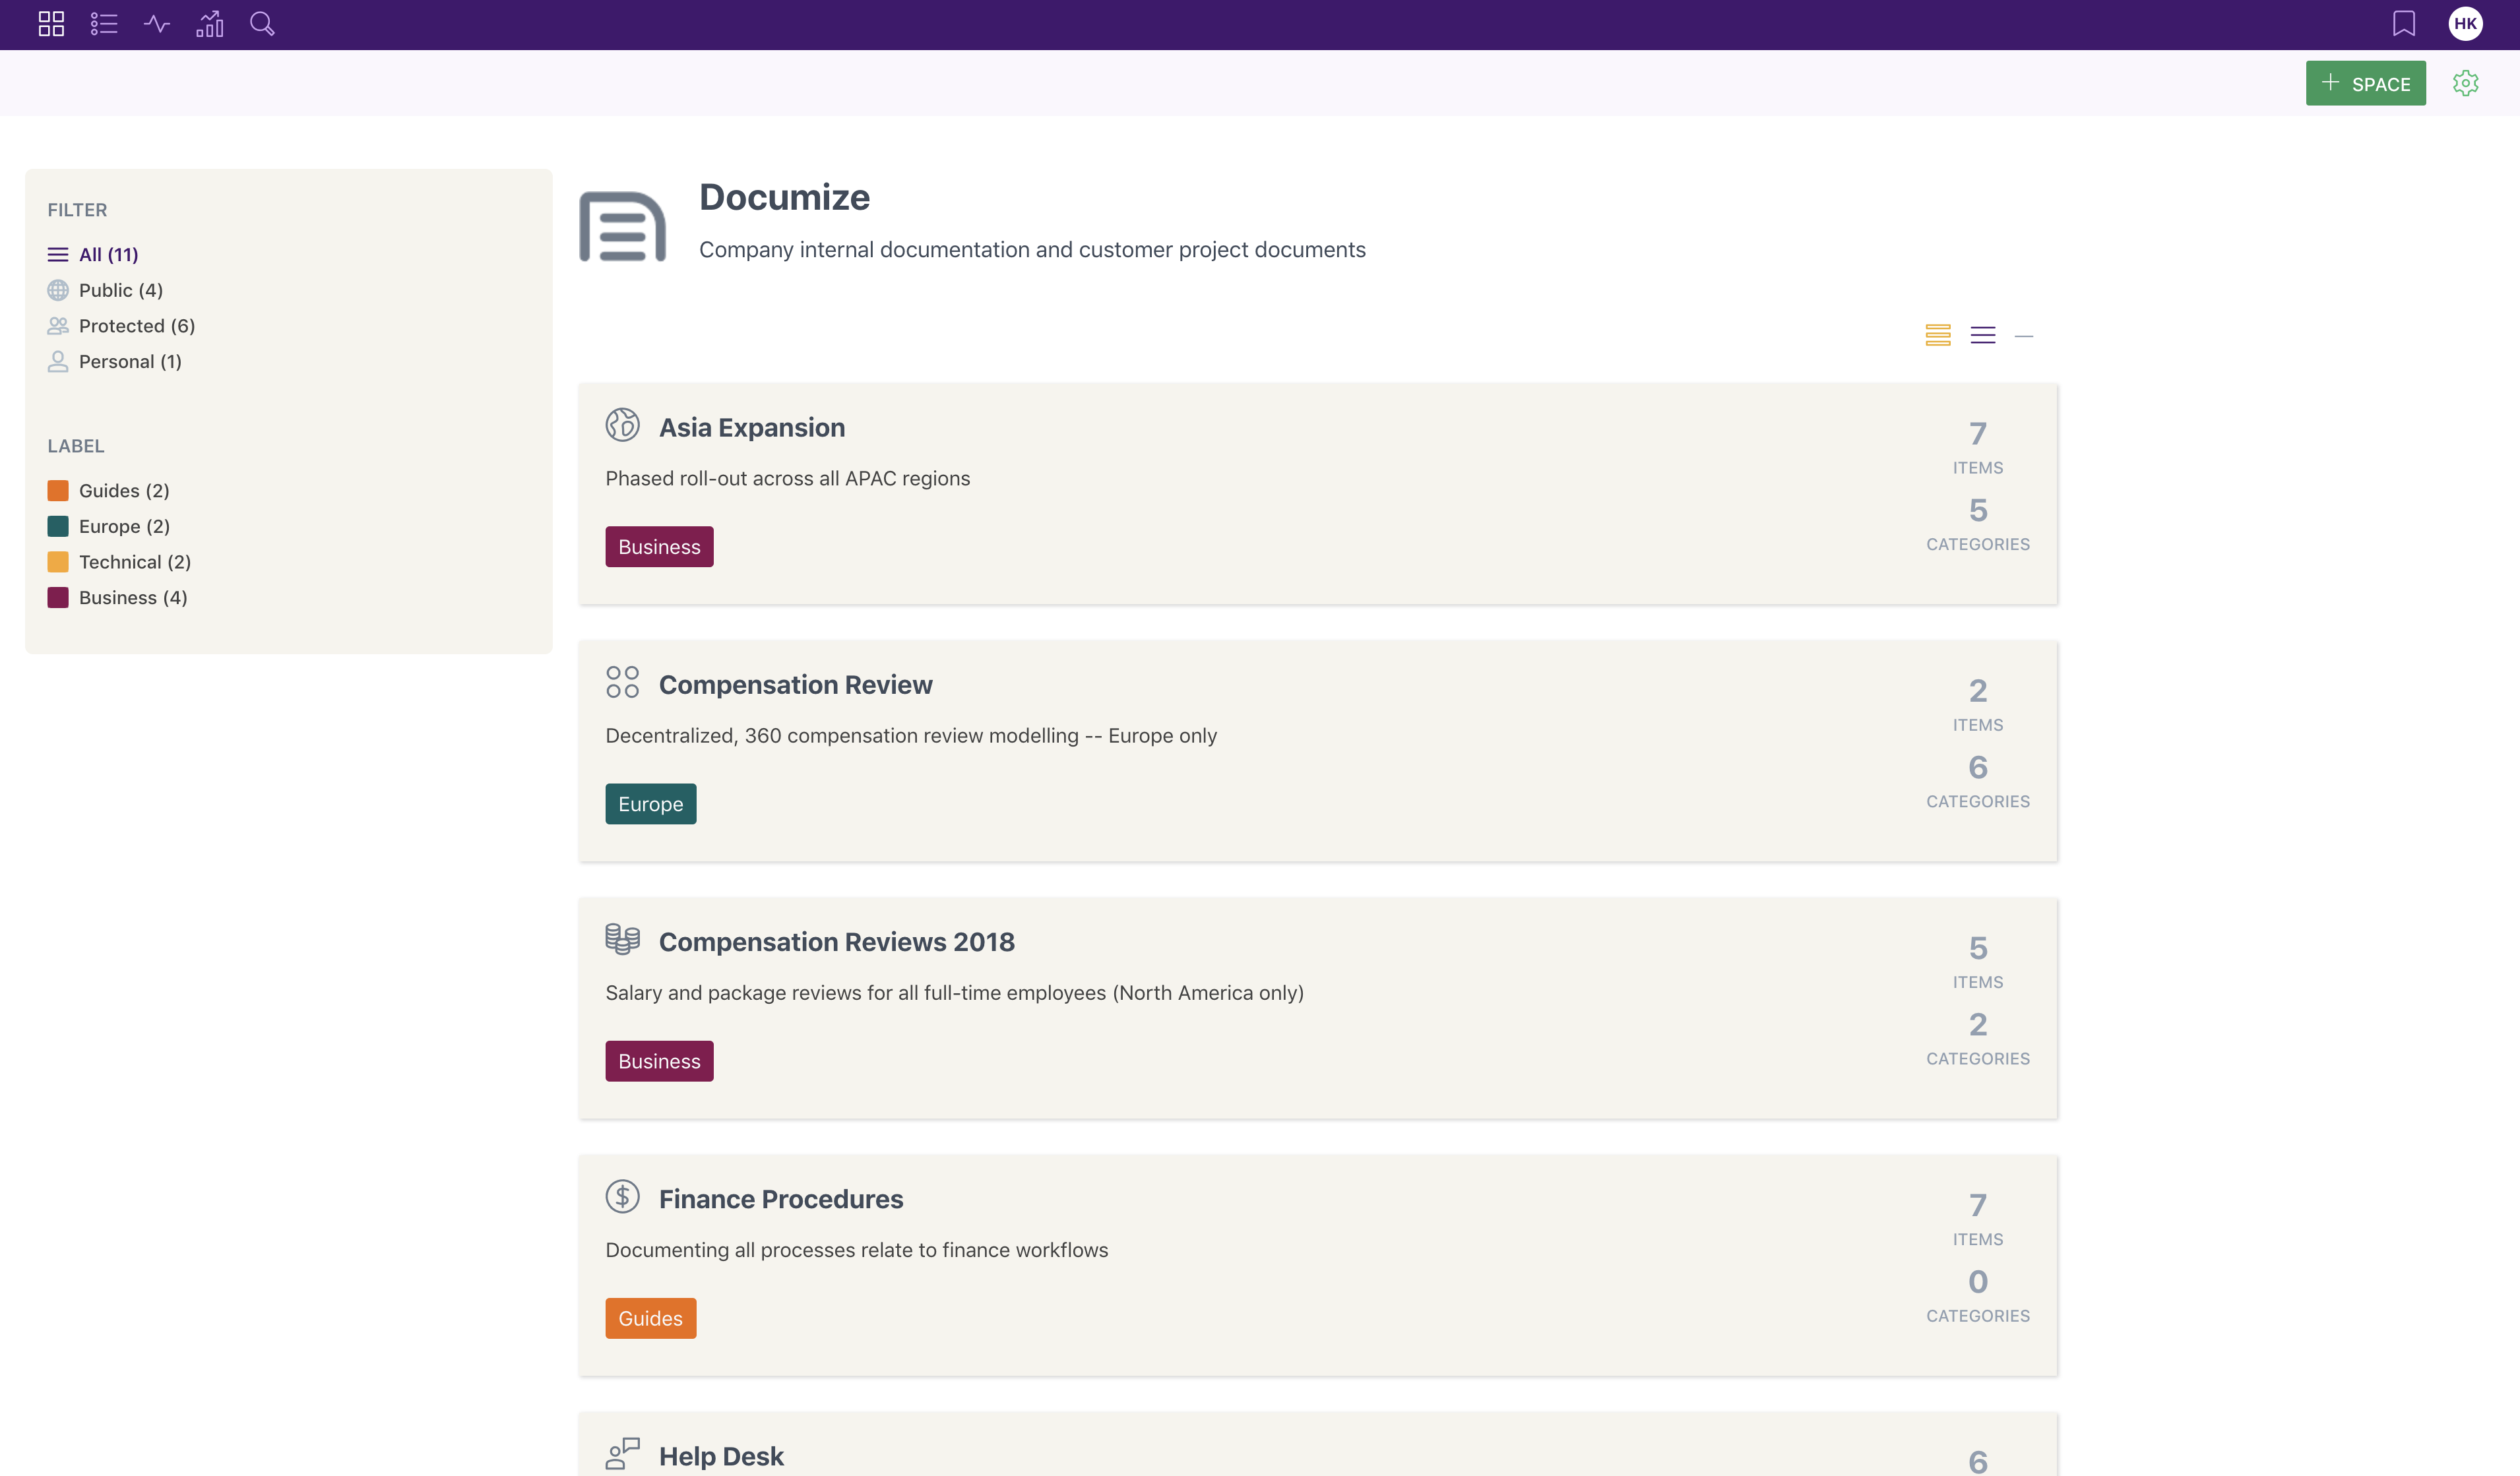 HK
SPACE
FILTER
All (11)
Public (4)
Protected (6)
Personal (1)
LABEL
Guides (2)
Europe (2)
Technical (2)
Business (4)
Documize
Company internal documentation and customer project documents
Asia Expansion
Phased roll-out across all APAC regions
Business
7
ITEMS
5
CATEGORIES
Compensation Review
Decentralized, 360 compensation review modelling -- Europe only
Europe
2
ITEMS
6
CATEGORIES
Compensation Reviews 2018
Salary and package reviews for all full-time employees (North America only)
Business
5
ITEMS
2
CATEGORIES
Finance Procedures
Documenting all processes relate to finance workflows
Guides
7
ITEMS
0
CATEGORIES
Help Desk
6